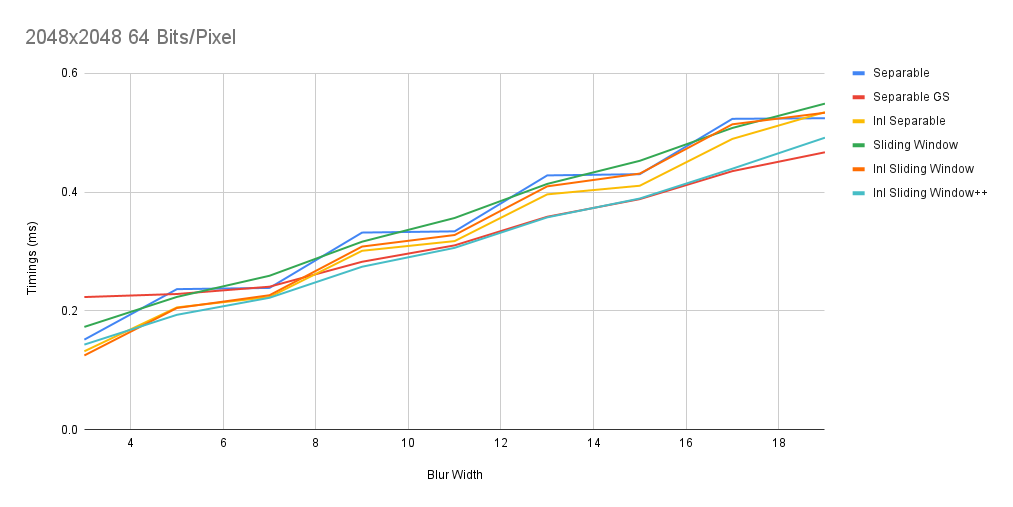 2048x2048 64 Bits/Pixel
0.6
0.4
0.2
0.0
Timings (ms)
4 6 8 10 12 14 16 18
Blur Width
Separable
Separable GS
Inl Separable
Sliding Window
Inl Sliding Window
Inl Sliding Window++